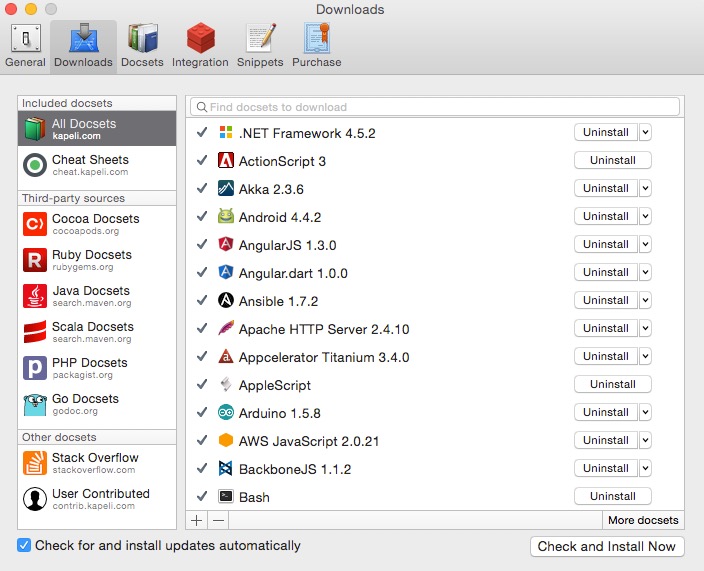 Downloads
General
Downloads
Docsets
Integration
Snippets
Purchase
Included docsets
All Docsets
kapeli.com
Cheat Sheets
cheat.kapeli.com
Third-party sources
Cocoa Docsets
cocoapods.org
Ruby Docsets
rubygems.org
Java Docsets
search.maven.org
Scala Docsets
search.maven.org
PHP Docsets
packagist.org
Go Docsets
godoc.org
Other docsets
Stack Overflow
stackoverflow.com
User Contributed
contrib.kapeli.com
Find docsets to download
.NET Framework 4.5.2 Uninstall
ActionScript 3 Uninstall
Akka 2.3.6 Uninstall
Android 4.4.2 Uninstall
AngularJS 1.3.0 Uninstall
Angular.dart 1.0.0 Uninstall
Ansible 1.7.2 Uninstall
Apache HTTP Server 2.4.10 Uninstall
Appcelerator Titanium 3.4.0 Uninstall
AppleScript Uninstall
Arduino 1.5.8 Uninstall
AWS JavaScript 2.0.21 Uninstall
BackboneJS 1.1.2 Uninstall
Bash Uninstall
More docsets
Check for and install updates automatically
Check and Install Now